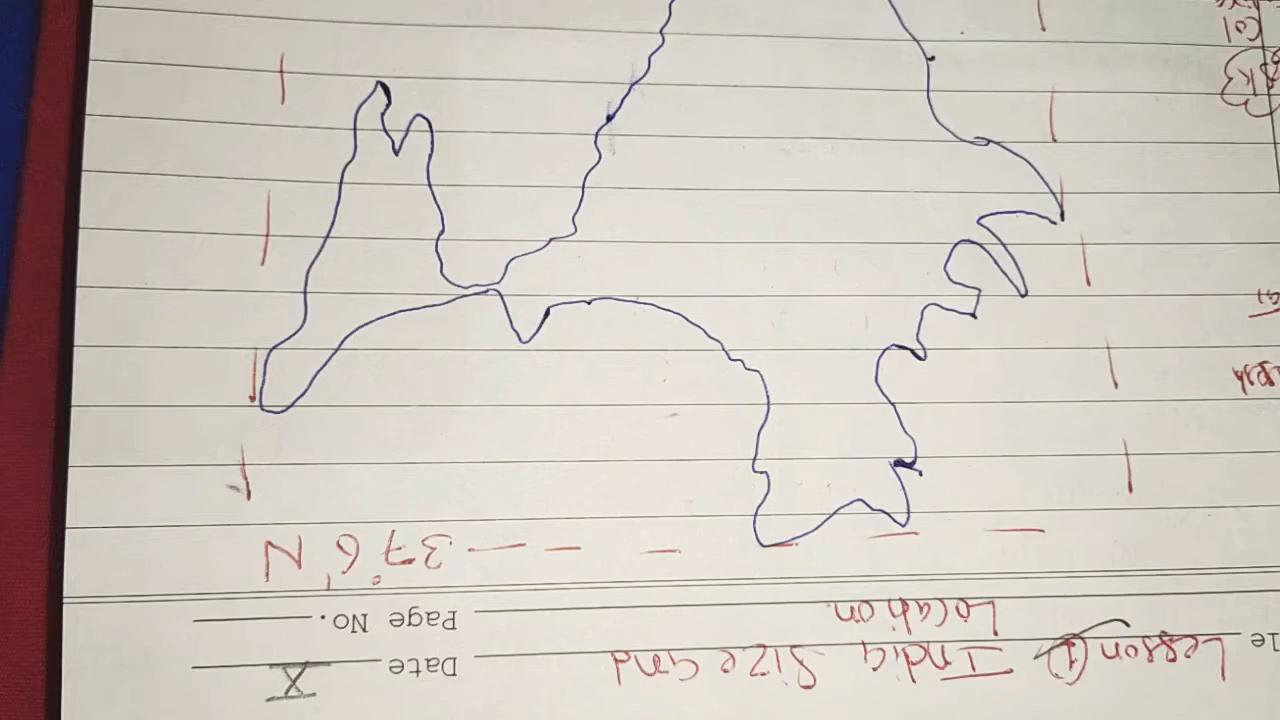 Date X
Lesson (1) India Size and
Page No.
Location
37° 6' N